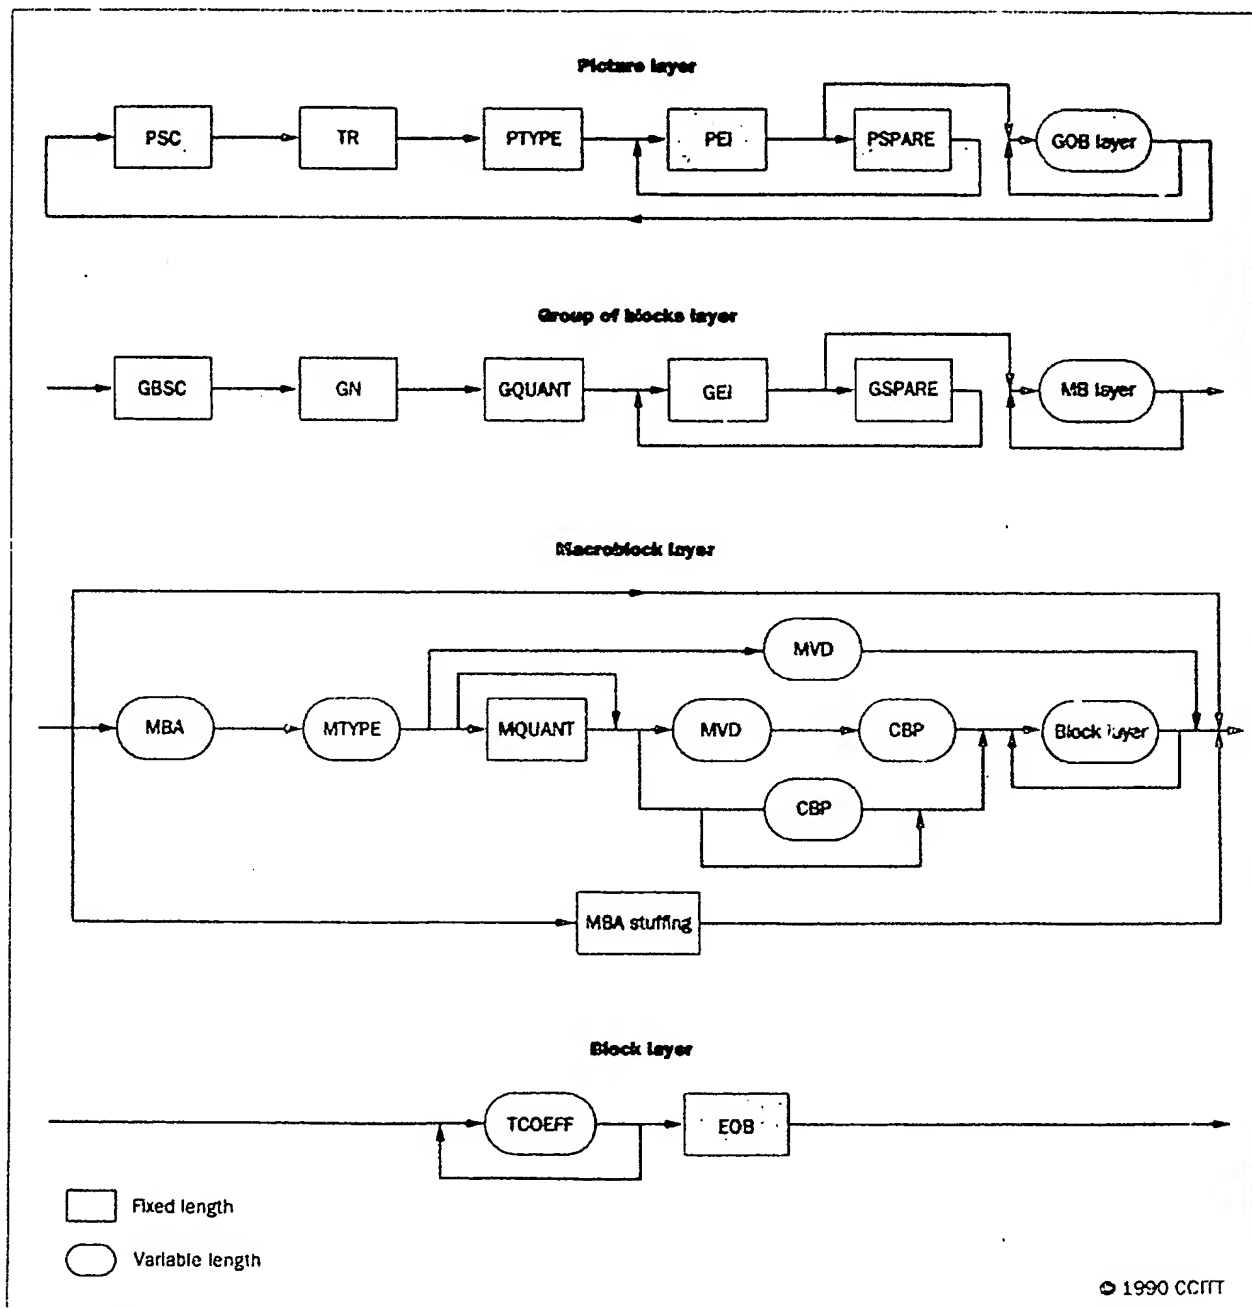 Picture layer
PSC
TR
PTYPE
PEI
PSPARE
GOB layer
Group of blocks layer
GBSC
GN
GQUANT
GEI
GSPARE
MB layer
Macroblock layer
MVD
MBA
MTYPE
MQUANT
MVD
CBP
Block layer
CBP
MBA stuffing
Block layer
TCOEFF
EOB
Fixed length
Variable length
© 1990 CCITT